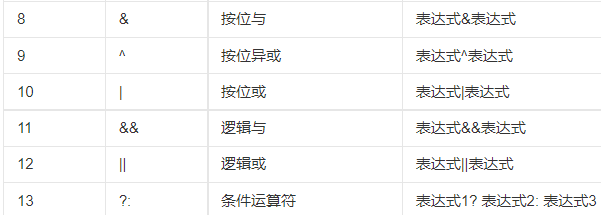 8 & 按位与 表达式&表达式
9 ^ 按位异或 表达式^表达式
10 | 按位或 表达式|表达式
11 && 逻辑与 表达式&&表达式
12 || 逻辑或 表达式||表达式
13 ?: 条件运算符 表达式1? 表达式2: 表达式3